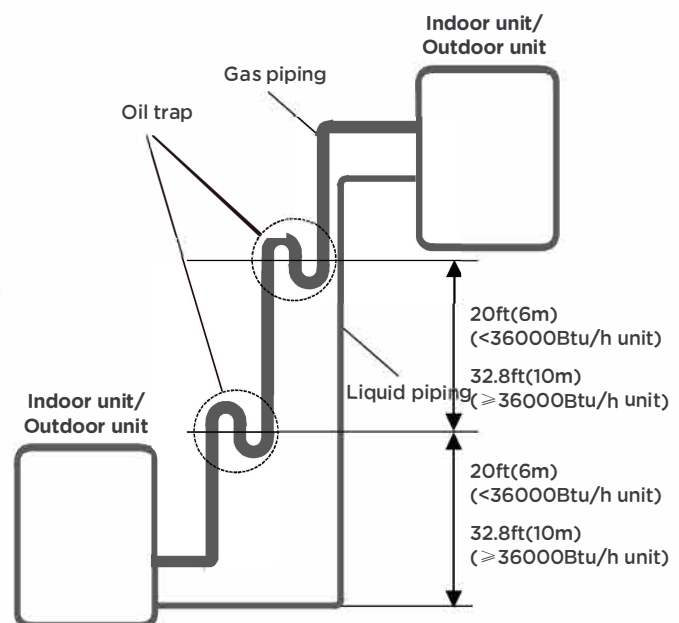 Indoor unit/
Outdoor unit
Gas piping
Oil trap
20ft(6m)
(<36000Btu/h unit)
Liquid piping
32.8ft(10m)
(≥36000Btu/h unit)
Indoor unit/
Outdoor unit
20ft(6m)
(<36000Btu/h unit)
32.8ft(10m)
(≥36000Btu/h unit)